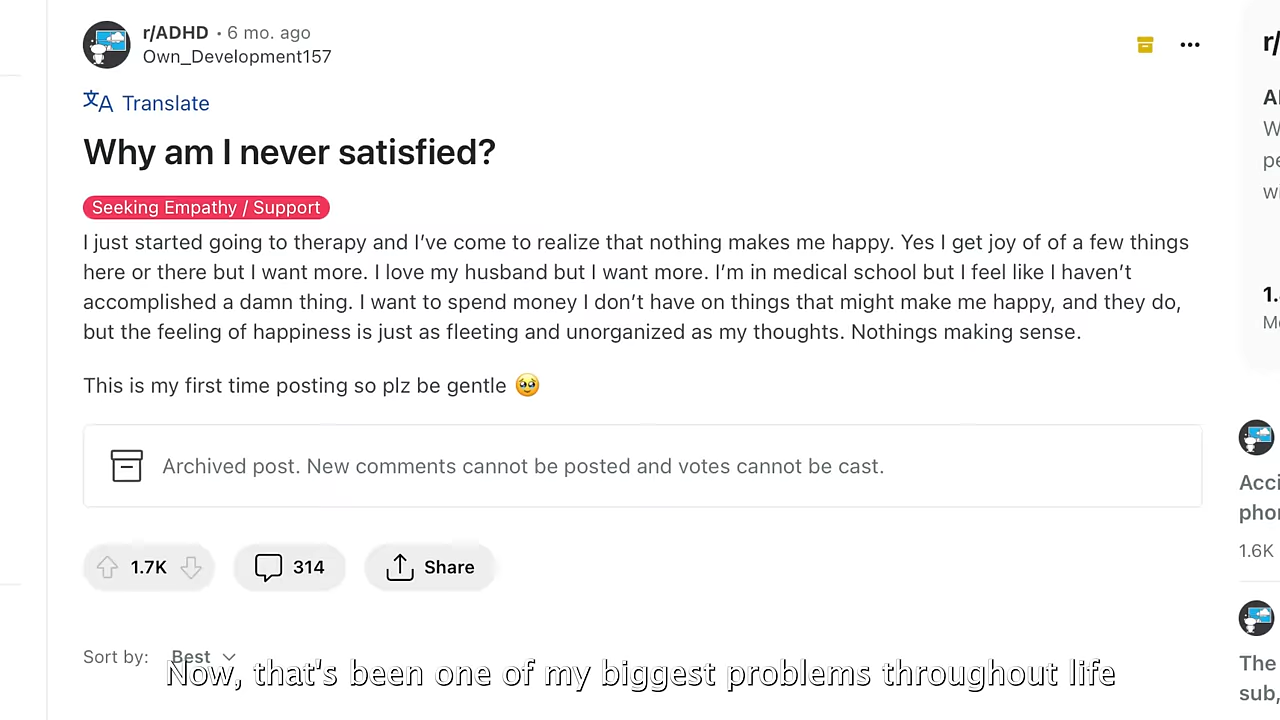 r/ADHD • 6 mo. ago
Own_Development157
Translate
Why am I never satisfied?
Seeking Empathy / Support
I just started going to therapy and I’ve come to realize that nothing makes me happy. Yes I get joy of of a few things
here or there but I want more. I love my husband but I want more. I’m in medical school but I feel like I haven’t
accomplished a damn thing. I want to spend money I don’t have on things that might make me happy, and they do,
but the feeling of happiness is just as fleeting and unorganized as my thoughts. Nothings making sense.
This is my first time posting so plz be gentle 🥹
Archived post. New comments cannot be posted and votes cannot be cast.
1.7K
314
Share
Sort by: Best
Now, that's been one of my biggest problems throughout life
r/
1.
1.6K
The
sub,